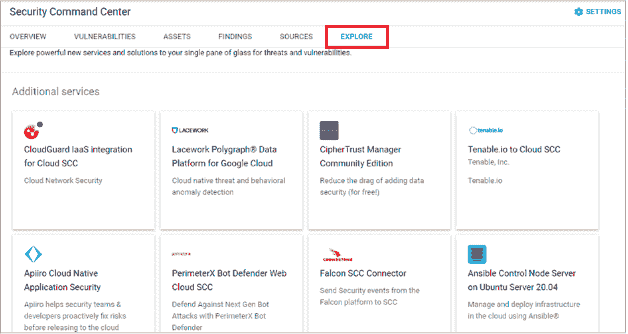 Security Command Center
SETTINGS
OVERVIEW VULNERABILITIES ASSETS FINDINGS SOURCES EXPLORE
Explore powerful new services and solutions to your single pane of glass for threats and vulnerabilities.
Additional services
CloudGuard IaaS integration
for Cloud SCC
Cloud Network Security
LACEWORK
Lacework Polygraph® Data
Platform for Google Cloud
Cloud native threat and behavioral
anomaly detection
CipherTrust Manager
Community Edition
Reduce the drag of adding data
security (for free!)
tenable.io
Tenable.io to Cloud SCC
Tenable, Inc.
Tenable.io
Apiiro Cloud Native
Application Security
Apiiro helps security teams &
developers proactively fix risks
before releasing to the cloud
PerimeterX Bot Defender Web
Cloud SCC
Defend Against Next Gen Bot
Attacks with PerimeterX Bot
Defender
Falcon SCC Connector
Send Security events from the
Falcon platform to SCC
Ansible Control Node Server
on Ubuntu Server 20.04
Manage and deploy infrastructure
in the cloud using Ansible®